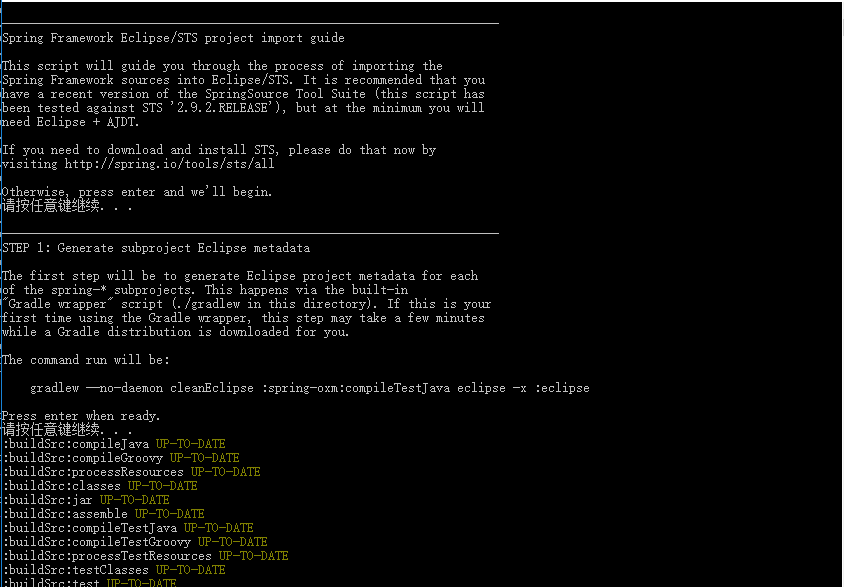 Spring Framework Eclipse/STS project import guide
This script will guide you through the process of importing the
Spring Framework sources into Eclipse/STS. It is recommended that you
have a recent version of the SpringSource Tool Suite (this script has
been tested against STS '2.9.2.RELEASE'), but at the minimum you will
need Eclipse + AJDT.
If you need to download and install STS, please do that now by
visiting http://spring.io/tools/sts/all
Otherwise, press enter and we'll begin.
请按任意键继续. . .
STEP 1: Generate subproject Eclipse metadata
The first step will be to generate Eclipse project metadata for each
of the spring-* subprojects. This happens via the built-in
"Gradle wrapper" script (./gradlew in this directory). If this is your
first time using the Gradle wrapper, this step may take a few minutes
while a Gradle distribution is downloaded for you.
The command run will be:
gradlew --no-daemon cleanEclipse :spring-oxm:compileTestJava eclipse -x :eclipse
Press enter when ready.
请按任意键继续. . .
:buildSrc:compileJava UP-TO-DATE
:buildSrc:compileGroovy UP-TO-DATE
:buildSrc:processResources UP-TO-DATE
:buildSrc:classes UP-TO-DATE
:buildSrc:jar UP-TO-DATE
:buildSrc:assemble UP-TO-DATE
:buildSrc:compileTestJava UP-TO-DATE
:buildSrc:compileTestGroovy UP-TO-DATE
:buildSrc:processTestResources UP-TO-DATE
:buildSrc:testClasses UP-TO-DATE
:buildSrc:test UP-TO-DATE